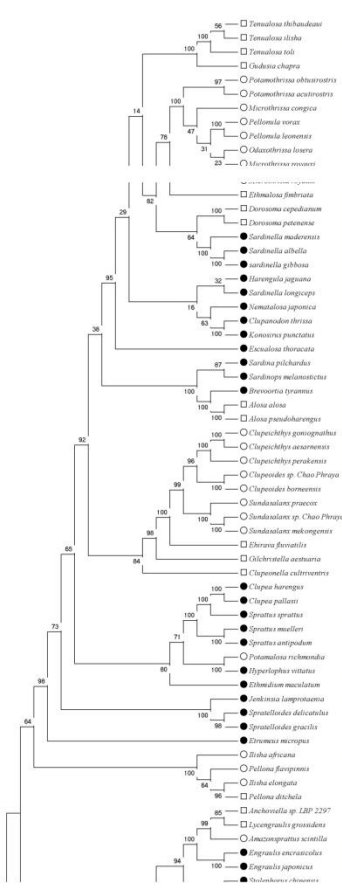 Tenualosa thibaudeaui
Tenualosa ilisha
Tenualosa toli
Gudusia chapra
Potamothrissa obtusirostris
Potamothrissa acutirostris
Microthrissa congica
Pellonula vorax
Pellonula leonensis
Odaxothrissa losera
Microthrissa royauxi
Ethmalosa fimbriata
Dorosoma cepedianum
Dorosoma petenense
Sardinella maderensis
Sardinella albella
sardinella gibbosa
Harengula jaguana
Sardinella longiceps
Nematalosa japonica
Clupanodon thrissa
Konosirus punctatus
Escualosa thoracata
Sardina pilchardus
Sardinops melanostictus
Brevoortia tyrannus
Alosa alosa
Alosa pseudoharengus
Clupeichthys goniognathus
Clupeichthys aesarnensis
Clupeichthys perakensis
Clupeoides sp. Chao Phraya
Clupeoides borneensis
Sundasalanx praecox
Sundasalanx sp. Chao Phraya
Sundasalanx mekongensis
Ehirava fluviatilis
Gilchristella aestuaria
Clupeonella cultriventris
Clupea harengus
Clupea pallasii
Sprattus sprattus
Sprattus muelleri
Sprattus antipodum
Potamalosa richmondia
Hyperlophus vittatus
Ethmidium maculatum
Jenkinsia lamprotaenia
Spratelloides delicatulus
Spratelloides gracilis
Etrumeus micropus
Ilisha africana
Pellona flavipinnis
Ilisha elongata
Pellona ditchela
Anchoviella sp. LBP 2297
Lycengraulis grossidens
Amazonsprattus scintilla
Engraulis encrasicolus
Engraulis japonicus
Stolephorus chinensis
56
100
100
97
14
100
100
47
100
31
23
78
82
100
64
100
100
29
32
16
63
100
95
38
67
100
100
100
100
96
100
99
100
100
98
84
92
100
100
100
100
71
100
80
65
73
100
98
98
64
100
64
96
85
99
100
94
100